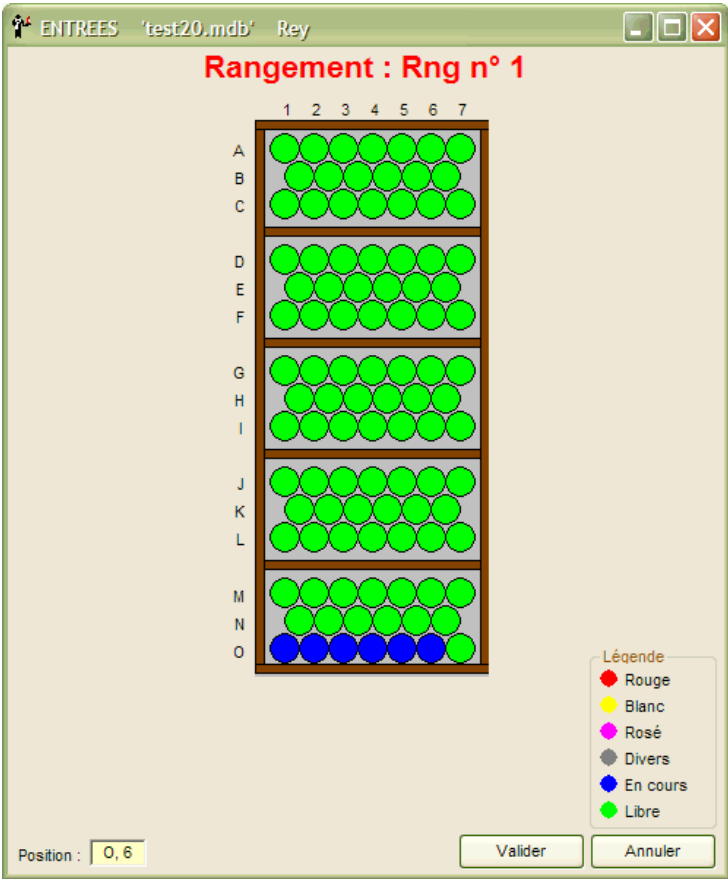 ENTREES 'test20.mdb' Rey
Rangement : Rng n° 1
1 2 3 4 5 6 7
A
B
C
D
E
F
G
H
I
J
K
L
M
N
O
Légende
Rouge
Blanc
Rosé
Divers
En cours
Libre
Position : O, 6
Valider
Annuler